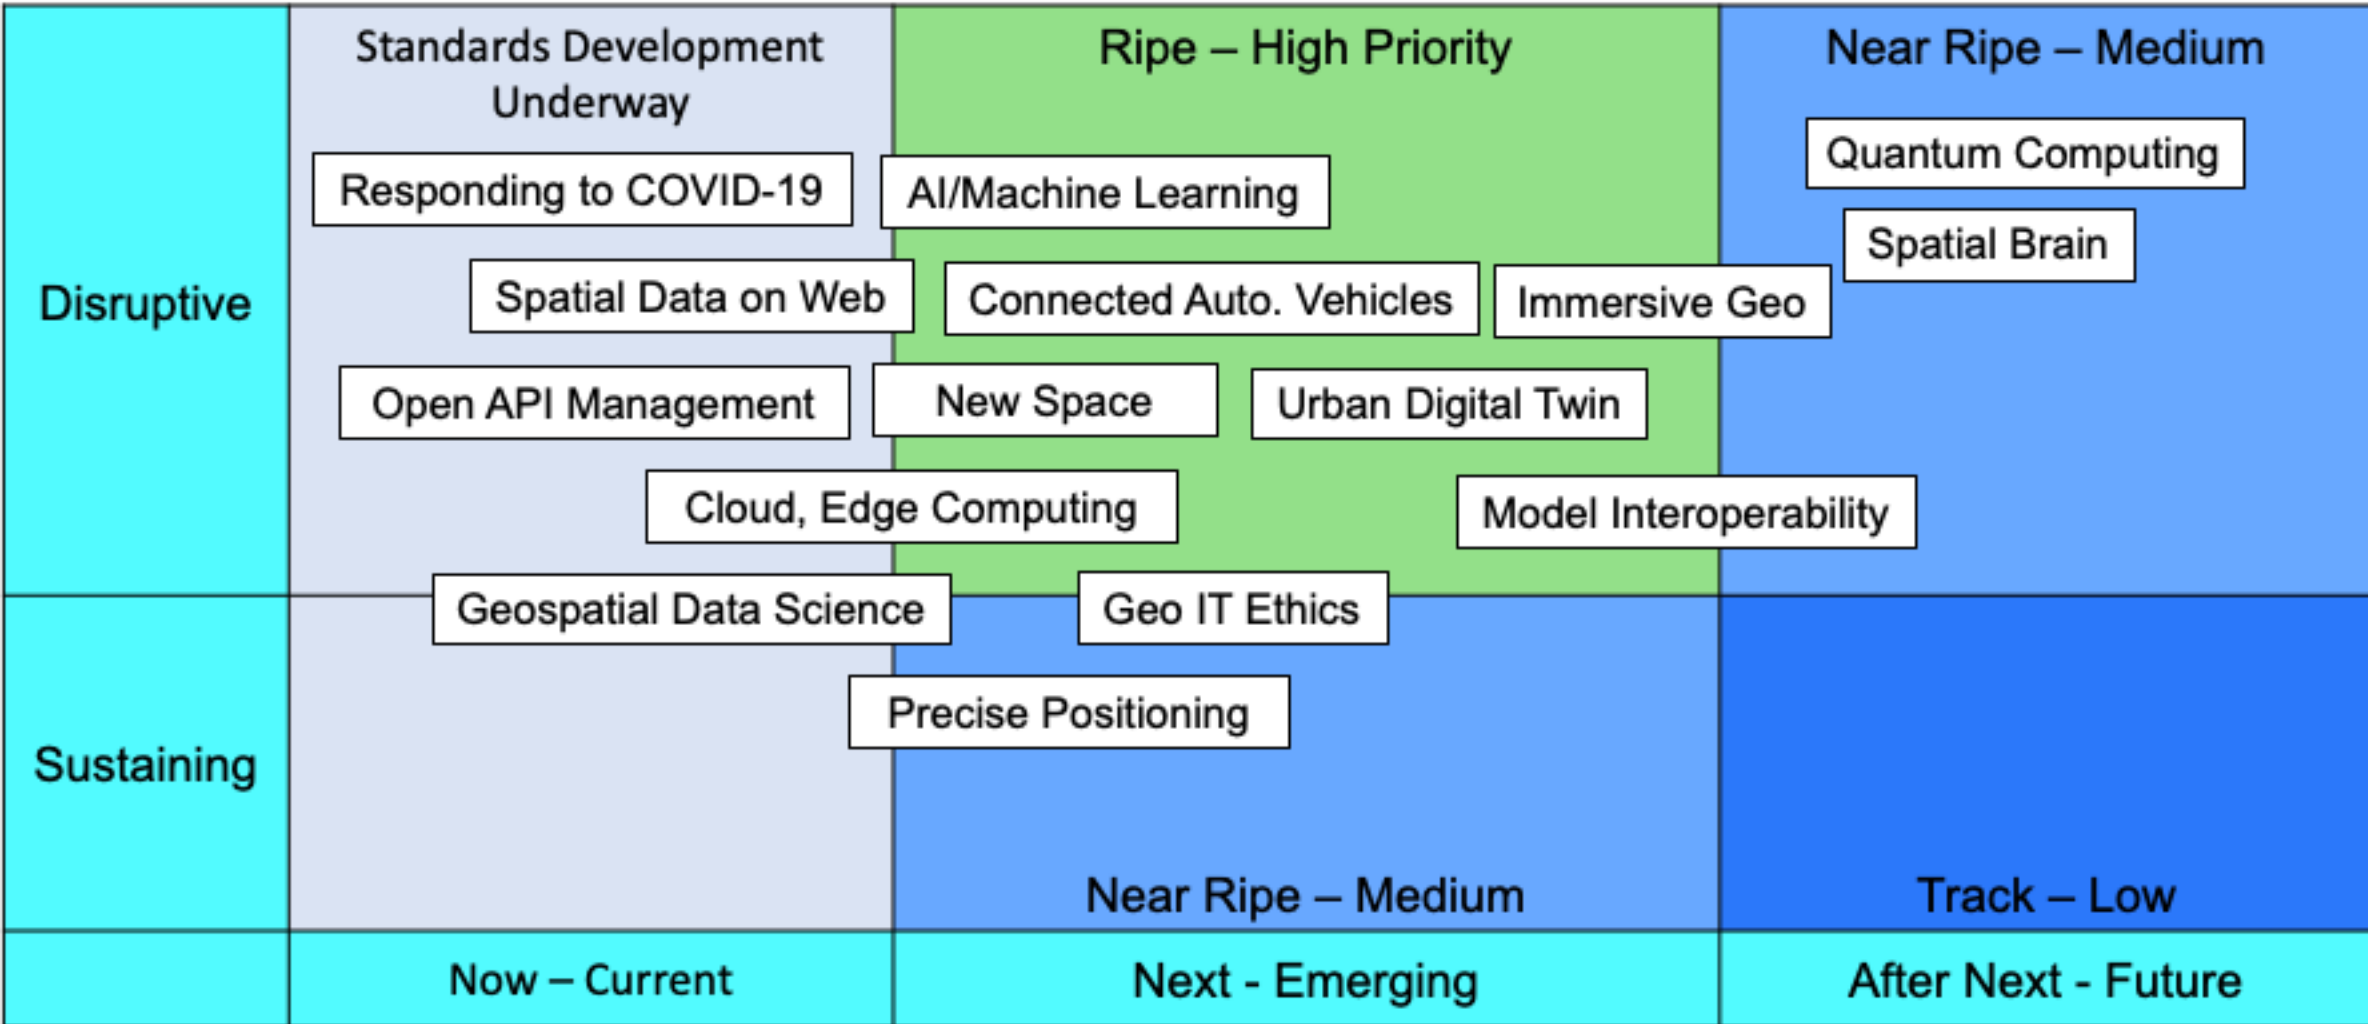 Standards Development
Underway
Ripe – High Priority
Near Ripe – Medium
Quantum Computing
Responding to COVID-19
AI/Machine Learning
Spatial Brain
Disruptive
Spatial Data on Web
Connected Auto. Vehicles
Immersive Geo
Open API Management
New Space
Urban Digital Twin
Cloud, Edge Computing
Model Interoperability
Geospatial Data Science
Geo IT Ethics
Precise Positioning
Sustaining
Near Ripe – Medium
Track – Low
Now – Current
Next - Emerging
After Next - Future